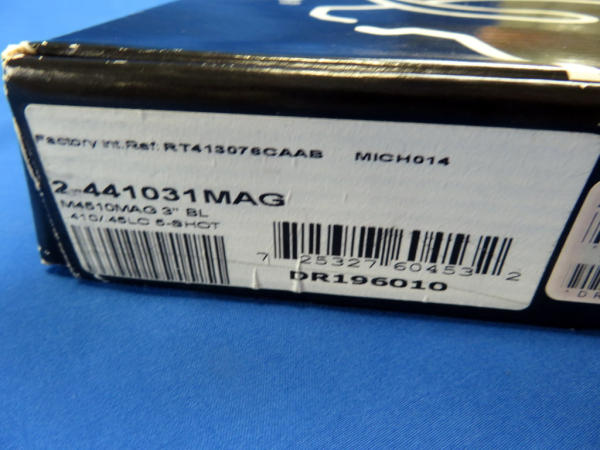 Factory Int.Ref: RT413076CAAB MICH014
2-441031MAG
M4510MAG 3" BL
.410/.45LC 5-SHOT
7 25327 60453 2
DR196010
DR